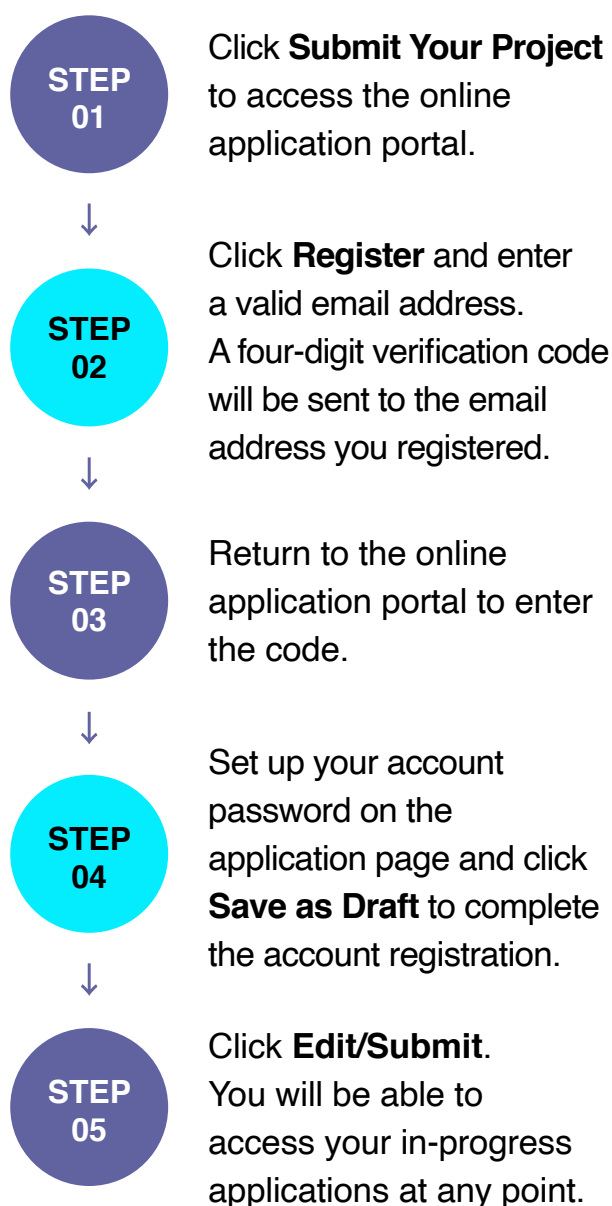 STEP
01
Click Submit Your Project
to access the online
application portal.
↓
STEP
02
Click Register and enter
a valid email address.
A four-digit verification code
will be sent to the email
address you registered.
↓
STEP
03
Return to the online
application portal to enter
the code.
↓
STEP
04
Set up your account
password on the
application page and click
Save as Draft to complete
the account registration.
↓
STEP
05
Click Edit/Submit.
You will be able to
access your in-progress
applications at any point.